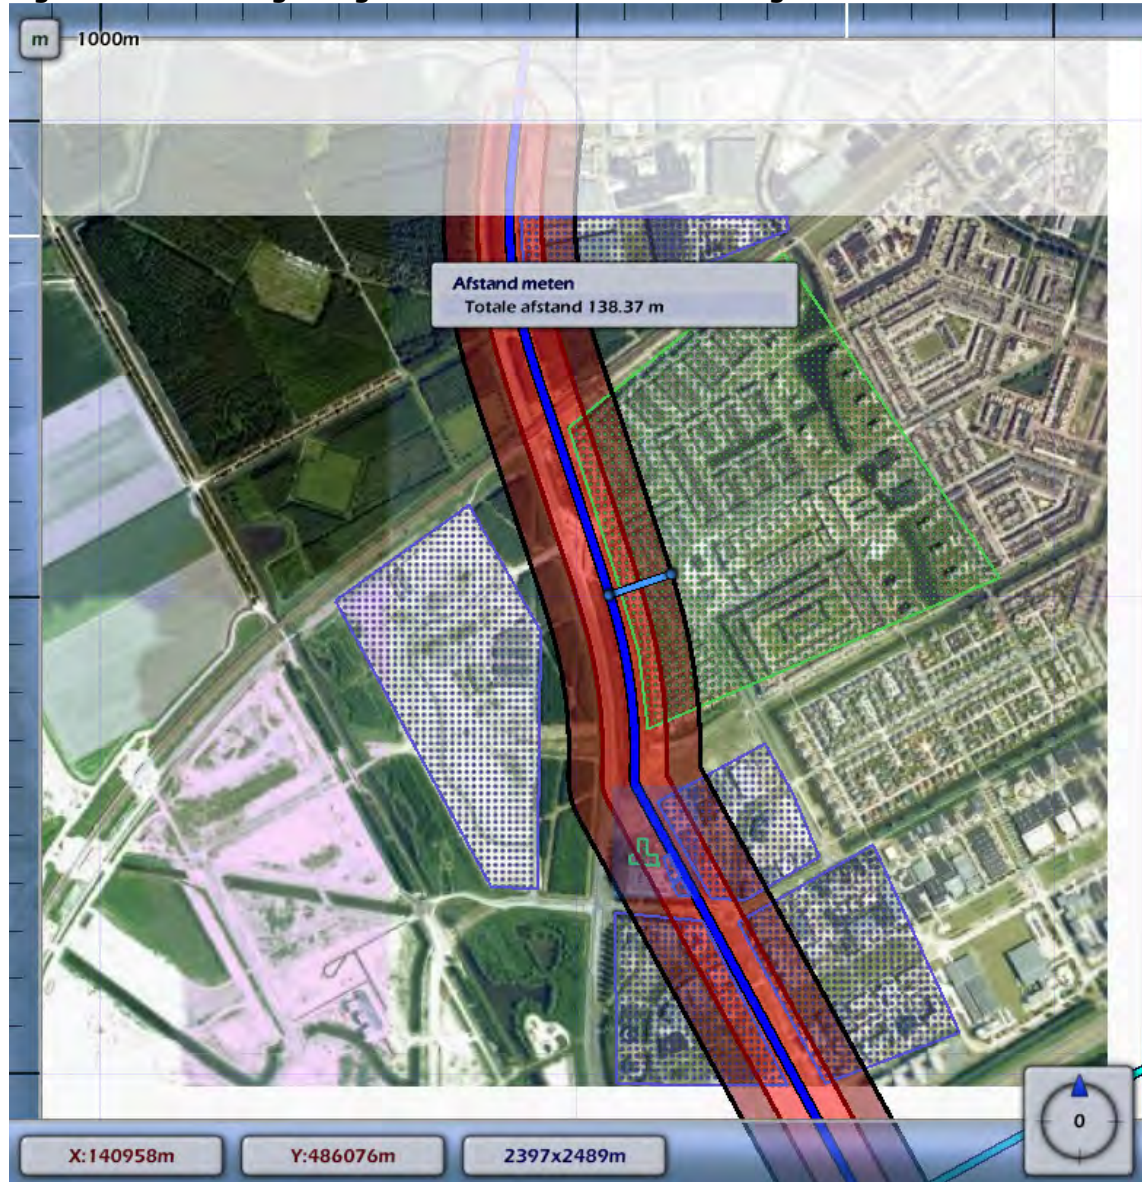 m
1000m
Afstand meten
Totale afstand 138.37 m
0
X:140958m
Y:486076m
2397x2489m